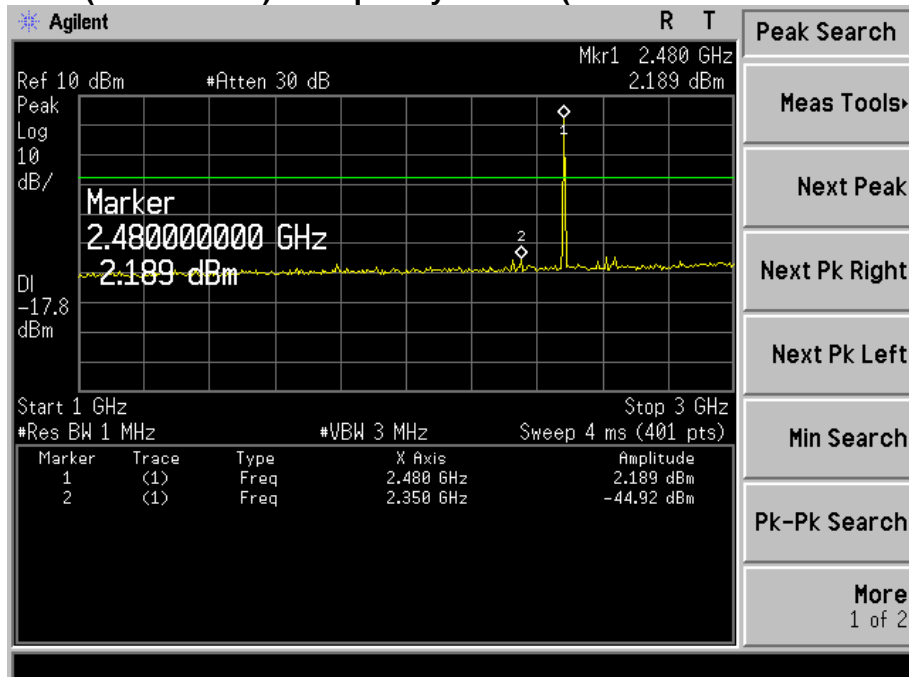 Agilent
R T
Mkr1 2.480 GHz
Ref 10 dBm #Atten 30 dB 2.189 dBm
Peak
Log
10
dB/
1
Marker
2.480000000 GHz
2.189 dBm
2
DI
-17.8
dBm
Start 1 GHz Stop 3 GHz
#Res BW 1 MHz #VBW 3 MHz Sweep 4 ms (401 pts)
Marker Trace Type X Axis Amplitude
1 (1) Freq 2.480 GHz 2.189 dBm
2 (1) Freq 2.350 GHz -44.92 dBm
Peak Search
Meas Tools
Next Peak
Next Pk Right
Next Pk Left
Min Search
Pk-Pk Search
More
1 of 2